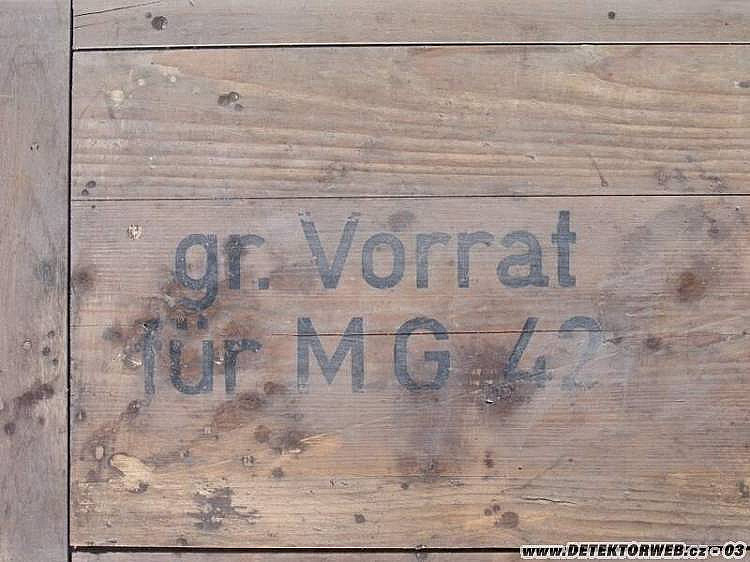 gr. Vorrat
für MG 42
www.DETEKTORWEB.cz - 03